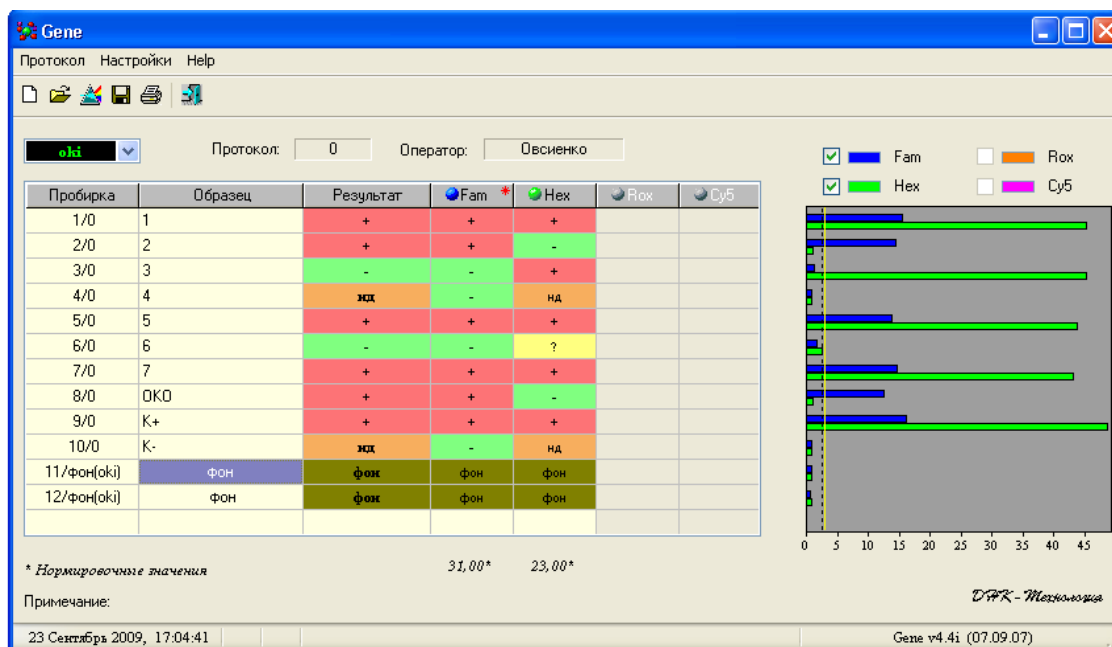 Gene
Протокол Настройки Help
oki Протокол: 0 Оператор: Овсиенко
Fam Rox
Hex Cy5
Пробирка Образец Результат Fam * Hex Rox Cy5
1/0 1 + + +
2/0 2 + + -
3/0 3 - - +
4/0 4 нд - нд
5/0 5 + + +
6/0 6 - - ?
7/0 7 + + +
8/0 ОКО + + -
9/0 К+ + + +
10/0 К- нд - нд
11/фон(oki) фон фон фон фон
12/фон(oki) фон фон фон фон
0 5 10 15 20 25 30 35 40 45
* Нормировочные значения 31,00* 23,00*
Примечание:
ДНК-Технология
23 Сентябрь 2009, 17:04:41 Gene v4.4i (07.09.07)